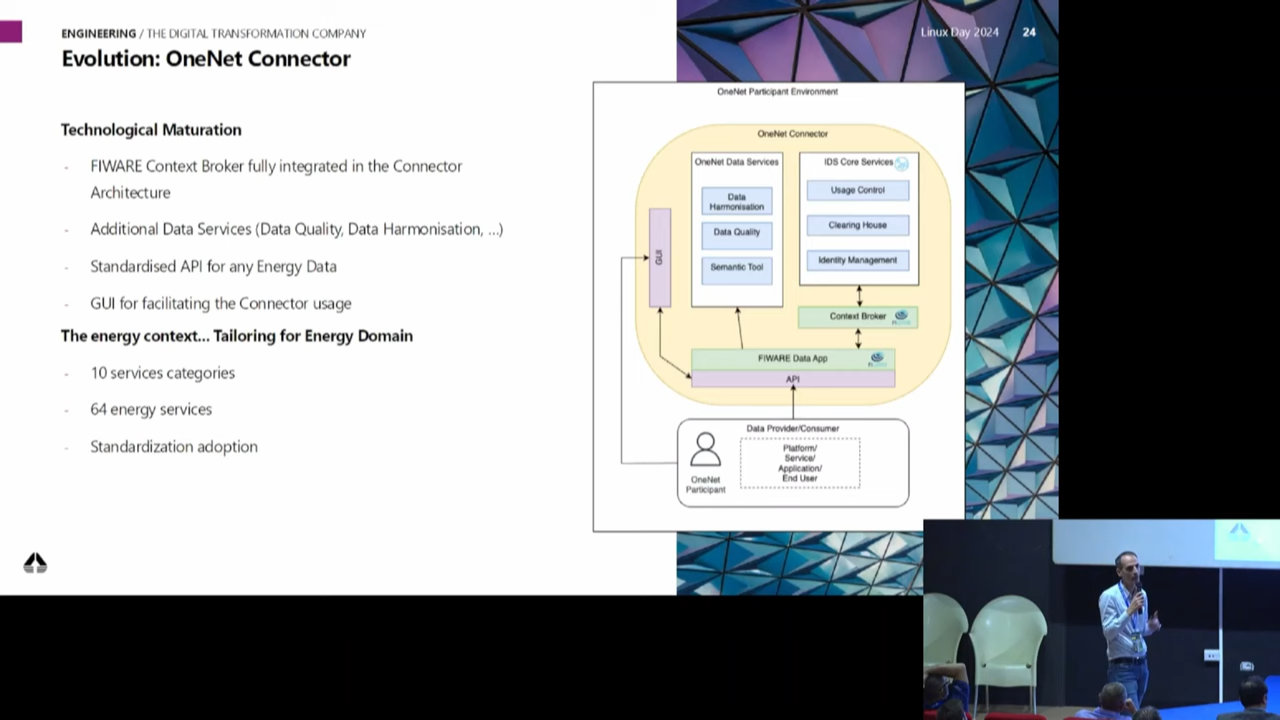 ENGINEERING / THE DIGITAL TRANSFORMATION COMPANY
Linux Day 2024 24
Evolution: OneNet Connector
Technological Maturation
- FIWARE Context Broker fully integrated in the Connector
Architecture
- Additional Data Services (Data Quality, Data Harmonisation, ...)
- Standardised API for any Energy Data
- GUI for facilitating the Connector usage
The energy context... Tailoring for Energy Domain
- 10 services categories
- 64 energy services
- Standardization adoption
OneNet Participant Environment
OneNet Connector
OneNet Data Services
Data
Harmonisation
Data Quality
Semantic Tool
IDS Core Services
Usage Control
Clearing House
Identity Management
GUI
Context Broker
FIWARE Data App
API
Data Provider/Consumer
OneNet
Participant
Platform/
Service/
Application/
End User